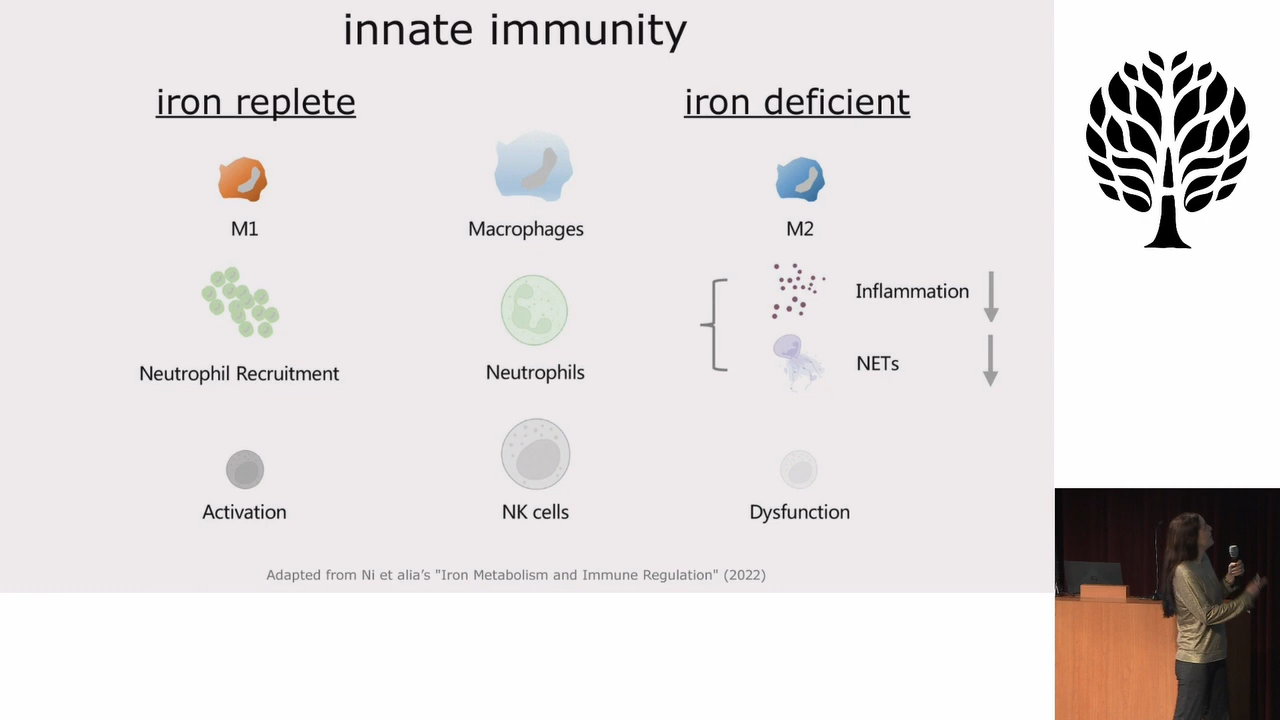 innate immunity
iron replete
iron deficient
M1
Macrophages
M2
Inflammation
Neutrophil Recruitment
Neutrophils
NETs
Activation
NK cells
Dysfunction
Adapted from Ni et alia’s "Iron Metabolism and Immune Regulation" (2022)